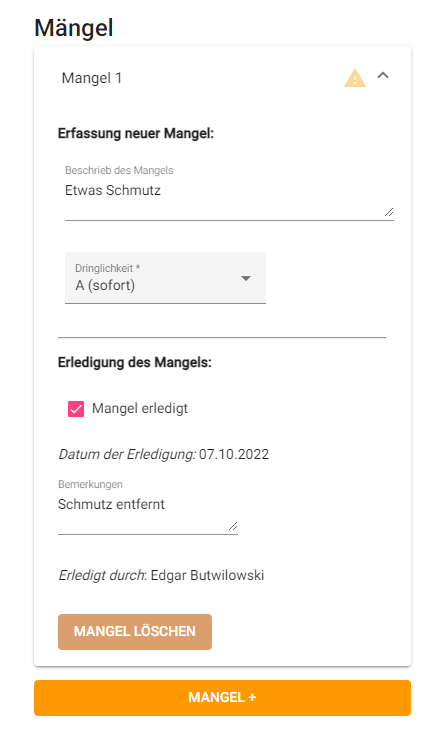 Mängel
Mangel 1
Erfassung neuer Mangel:
Beschrieb des Mangels
Etwas Schmutz
Dringlichkeit *
A (sofort)
Erledigung des Mangels:
Mangel erledigt
Datum der Erledigung: 07.10.2022
Bemerkungen
Schmutz entfernt
Erledigt durch: Edgar Butwilowski
MANGEL LÖSCHEN
MANGEL +